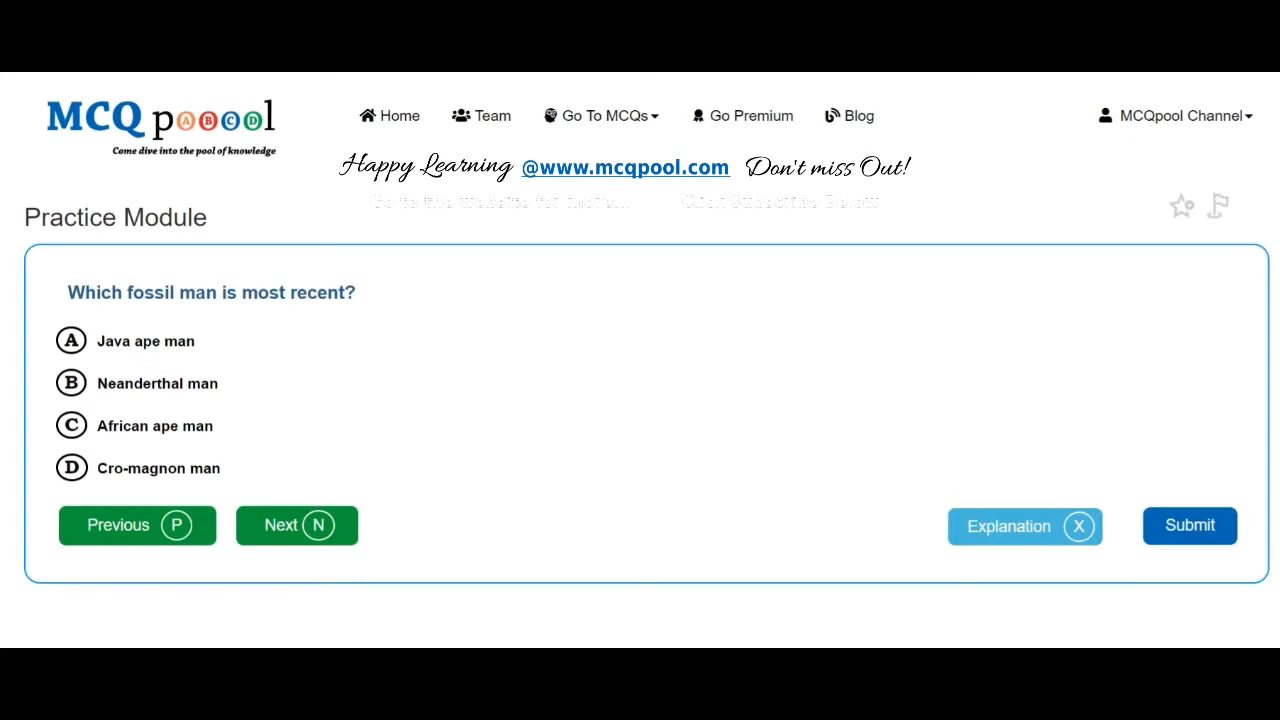 MCQ pooool
Come dive into the pool of knowledge
Home Team Go To MCQs Go Premium Blog MCQpool Channel
Happy Learning @www.mcqpool.com Don't miss Out!
Practice Module
Which fossil man is most recent?
A Java ape man
B Neanderthal man
C African ape man
D Cro-magnon man
Previous P Next N Explanation X Submit